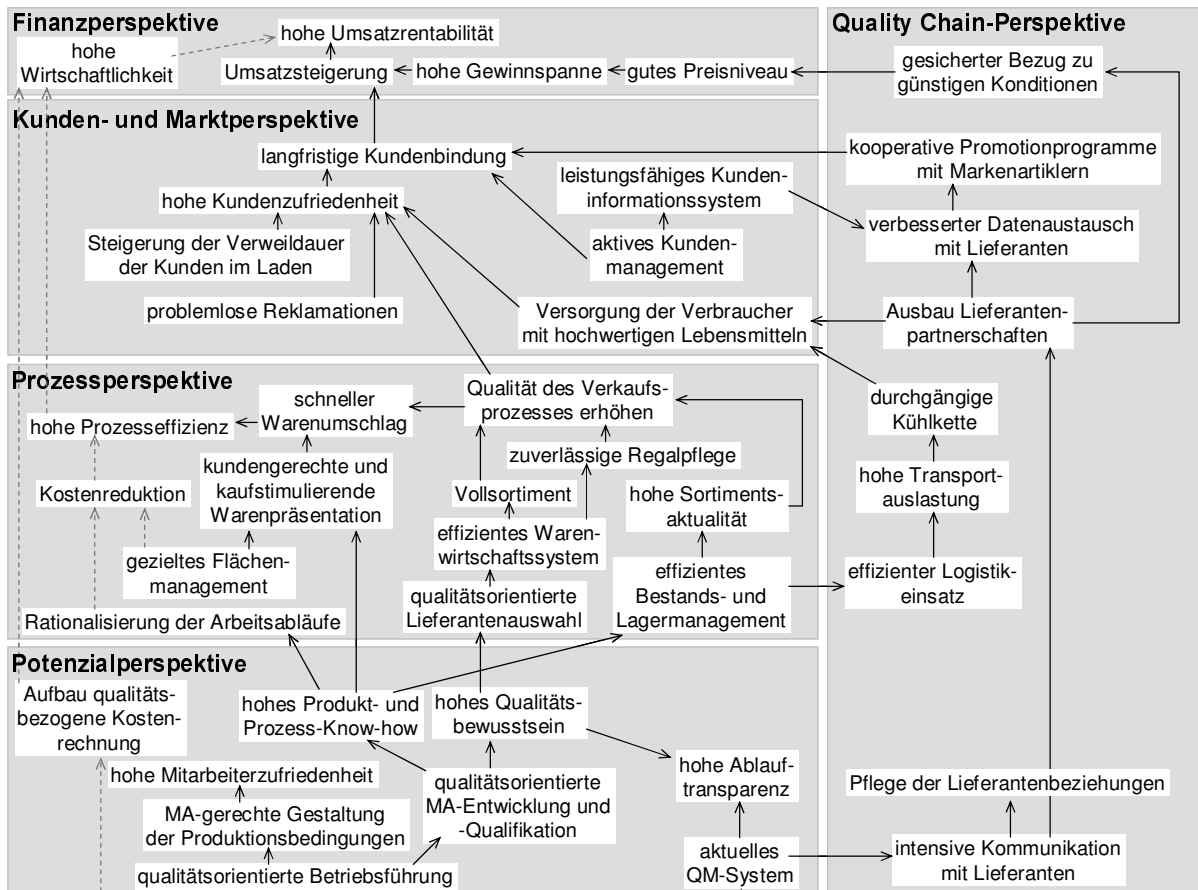 Finanzperspektive
hohe
Wirtschaftlichkeit
hohe Umsatzrentabilität
Umsatzsteigerung
hohe Gewinnspanne
gutes Preisniveau
Kunden- und Marktperspektive
langfristige Kundenbindung
hohe Kundenzufriedenheit
Steigerung der Verweildauer
der Kunden im Laden
problemlose Reklamationen
leistungsfähiges Kunden-
informationssystem
aktives Kunden-
management
Versorgung der Verbraucher
mit hochwertigen Lebensmitteln
Prozessperspektive
hohe Prozesseffizienz
schneller
Warenumschlag
Qualität des Verkaufs-
prozesses erhöhen
zuverlässige Regalpflege
Kostenreduktion
kundengerechte und
kaufstimulierende
Warenpräsentation
Vollsortiment
hohe Sortiments-
aktualität
effizientes Waren-
wirtschaftssystem
gezieltes Flächen-
management
qualitätsorientierte
Lieferantenauswahl
effizientes
Bestands- und
Lagermanagement
Rationalisierung der Arbeitsabläufe
Potenzialperspektive
Aufbau qualitäts-
bezogene Kosten-
rechnung
hohes Produkt- und
Prozess-Know-how
hohes Qualitäts-
bewusstsein
hohe Mitarbeiterzufriedenheit
MA-gerechte Gestaltung
der Produktionsbedingungen
qualitätsorientierte Betriebsführung
qualitätsorientierte
MA-Entwicklung und
-Qualifikation
hohe Ablauf-
transparenz
aktuelles
QM-System
Quality Chain-Perspektive
gesicherter Bezug zu
günstigen Konditionen
kooperative Promotionprogramme
mit Markenartiklern
verbesserter Datenaustausch
mit Lieferanten
Ausbau Lieferanten-
partnerschaften
durchgängige
Kühlkette
hohe Transport-
auslastung
effizienter Logistik-
einsatz
Pflege der Lieferantenbeziehungen
intensive Kommunikation
mit Lieferanten